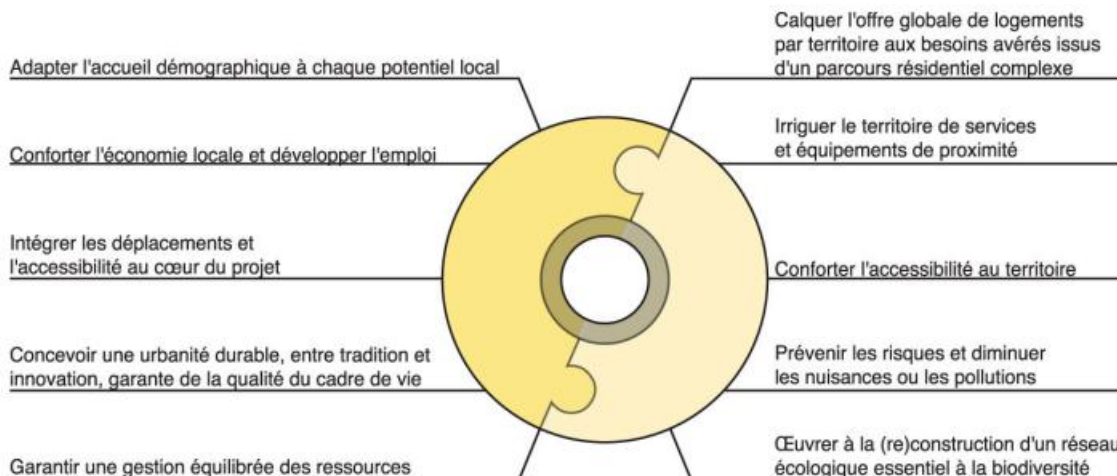 Adapter l'accueil démographique à chaque potentiel local
Conforter l'économie locale et développer l'emploi
Intégrer les déplacements et
l'accessibilité au cœur du projet
Concevoir une urbanité durable, entre tradition et
innovation, garante de la qualité du cadre de vie
Garantir une gestion équilibrée des ressources
Calquer l'offre globale de logements
par territoire aux besoins avérés issus
d'un parcours résidentiel complexe
Irriguer le territoire de services
et équipements de proximité
Conforter l'accessibilité au territoire
Prévenir les risques et diminuer
les nuisances ou les pollutions
Œuvrer à la (re)construction d'un réseau
écologique essentiel à la biodiversité